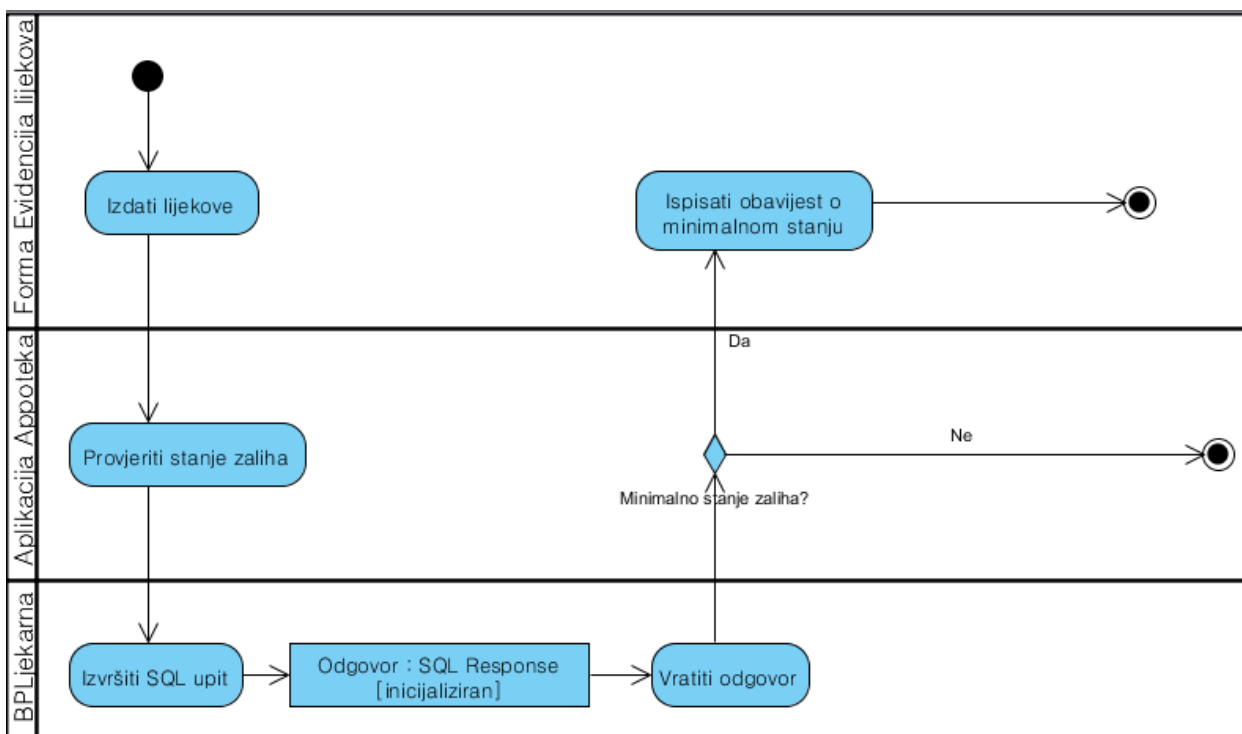 Forma Evidencija lijekova
Izdati lijekove
Ispisati obavijest o
minimalnom stanju
Aplikacija Appoteka
Da
Provjeriti stanje zaliha
Ne
Minimalno stanje zaliha?
BPLjekarna
Izvršiti SQL upit
Odgovor : SQL Response
[inicijaliziran]
Vratiti odgovor